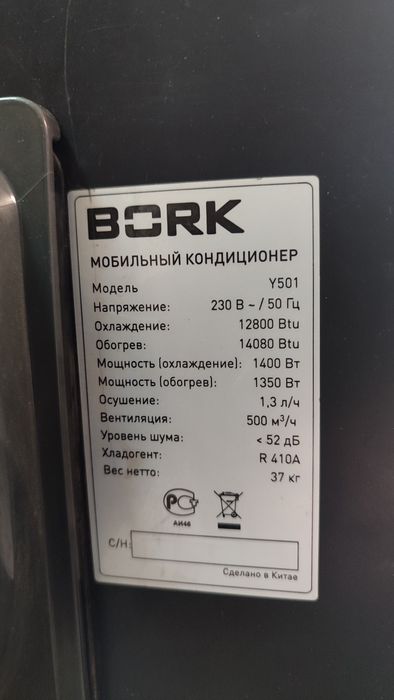 BORK
МОБИЛЬНЫЙ КОНДИЦИОНЕР
Модель Y501
Напряжение: 230 В ~ / 50 Гц
Охлаждение: 12800 Btu
Обогрев: 14080 Btu
Мощность (охлаждение): 1400 Вт
Мощность (обогрев): 1350 Вт
Осушение: 1,3 л/ч
Вентиляция: 500 м³/ч
Уровень шума: < 52 дБ
Хладогент: R 410A
Вес нетто: 37 кг
РСТ
АИ46
С/Н:
Сделано в Китае